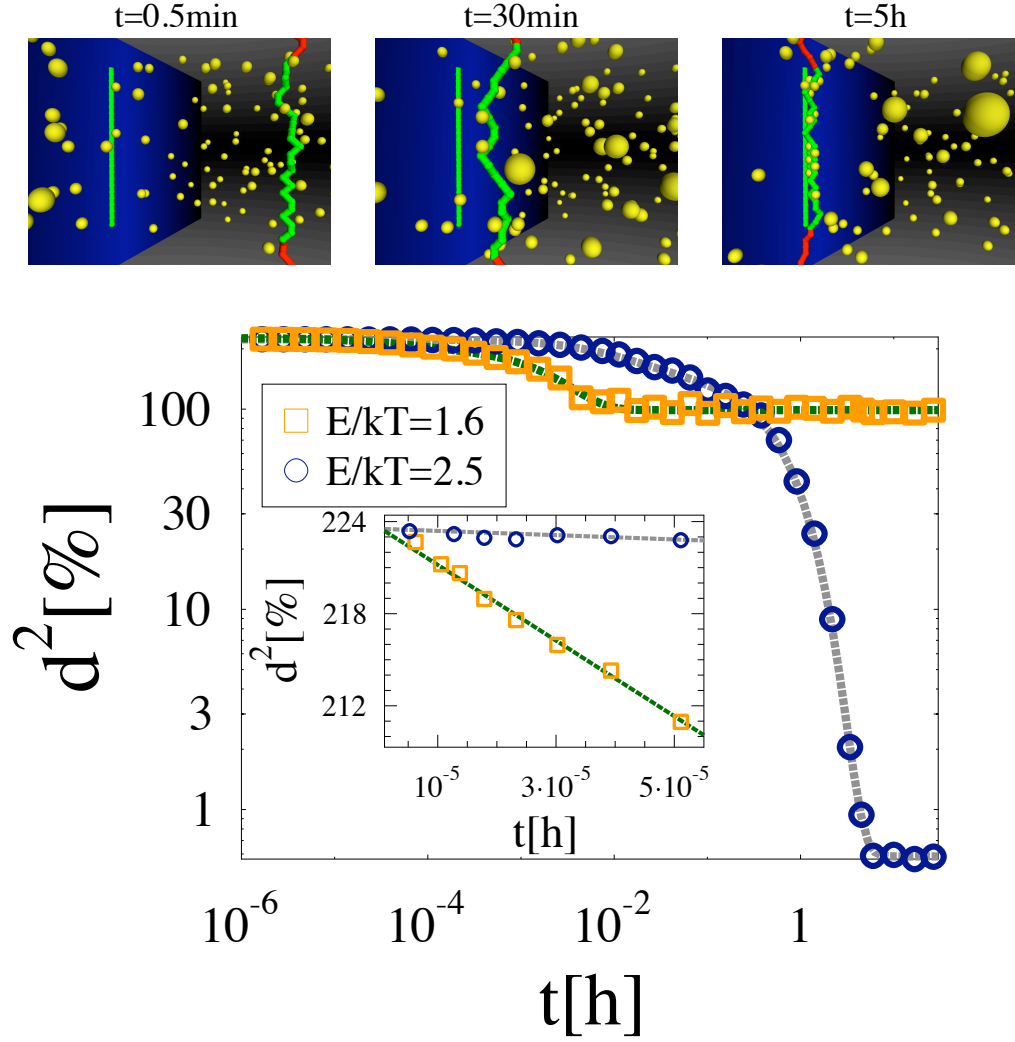 t=0.5min
t=30min
t=5h
d²[%]
100
30
10
3
1
E/kT=1.6
E/kT=2.5
d²[%]
224
218
212
10⁻⁵
3·10⁻⁵
5·10⁻⁵
t[h]
10⁻⁶
10⁻⁴
10⁻²
1
t[h]